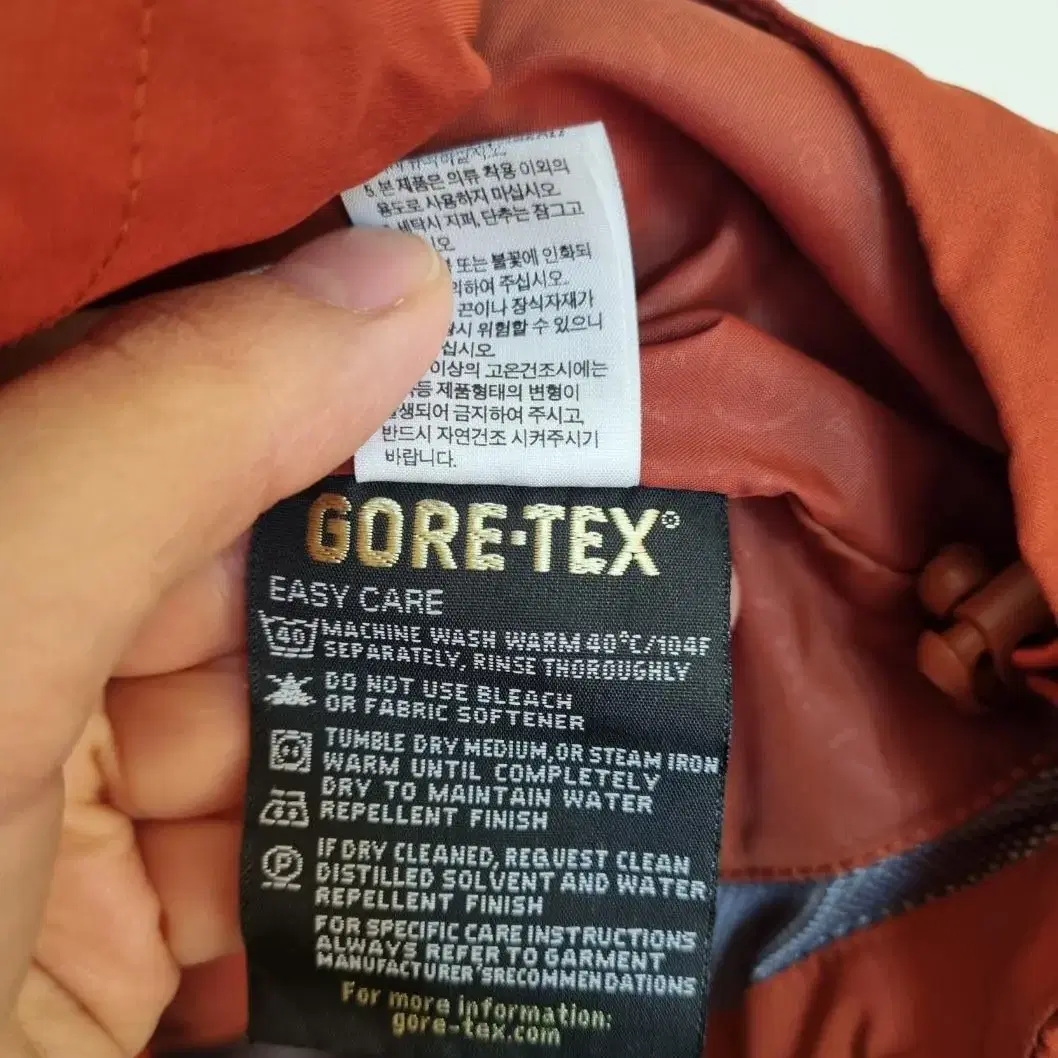 5. 본 제품은 의류 착용 이외의
용도로 사용하지 마십시오.
세탁시 지퍼, 단추는 잠그고
시오.
또는 불꽃에 인화되
의하여 주십시오.
끈이나 장식자재가
위험할 수 있으니
십시오.
이상의 고온건조시에는
등 제품형태의 변형이
발생되어 금지하여 주시고,
반드시 자연건조 시켜주시기
바랍니다.
GORE-TEX®
EASY CARE
40 MACHINE WASH WARM 40°C/104F
SEPARATELY, RINSE THOROUGHLY
DO NOT USE BLEACH
OR FABRIC SOFTENER
TUMBLE DRY MEDIUM, OR STEAM IRON
WARM UNTIL COMPLETELY
DRY TO MAINTAIN WATER
REPELLENT FINISH
P IF DRY CLEANED, REQUEST CLEAN
DISTILLED SOLVENT AND WATER
REPELLENT FINISH
FOR SPECIFIC CARE INSTRUCTIONS
ALWAYS REFER TO GARMENT
MANUFACTURER'S RECOMMENDATIONS
For more information:
gore-tex.com